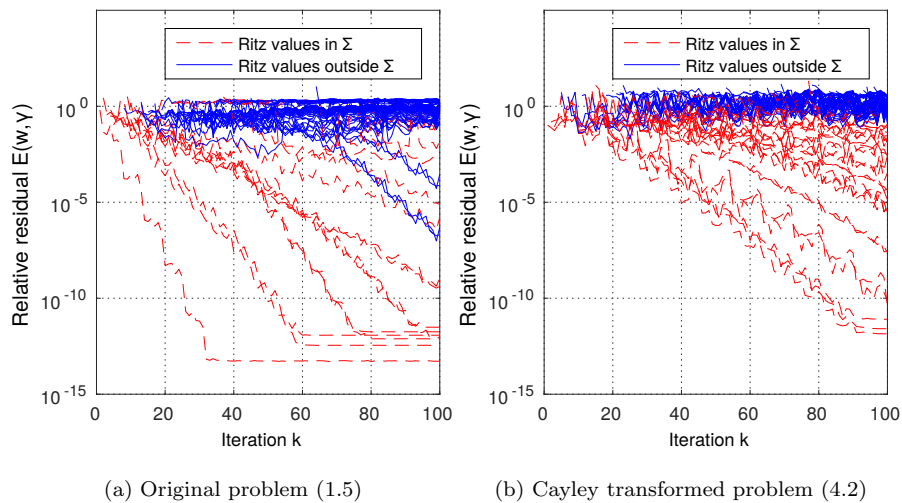 Ritz values in Σ
Ritz values outside Σ
10^0
10^-5
10^-10
10^-15
0 20 40 60 80 100
Iteration k
Relative residual E(w,γ)
(a) Original problem (1.5)
Ritz values in Σ
Ritz values outside Σ
10^0
10^-5
10^-10
10^-15
0 20 40 60 80 100
Iteration k
Relative residual E(w,γ)
(b) Cayley transformed problem (4.2)